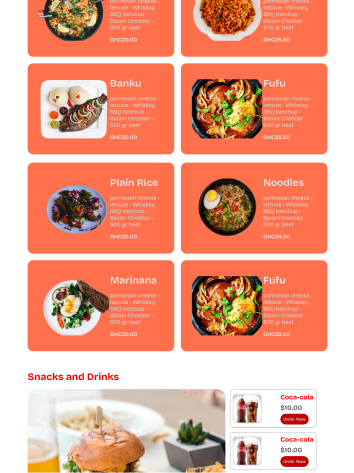 parmesan cheese -
lettuce - Whiskey
BBQ Ketchup -
Bacon Cheddar -
500 gr beef
GHC20.00
parmesan cheese -
lettuce - Whiskey
BBQ Ketchup -
Bacon Cheddar -
500 gr beef
GHC25.00
Banku
parmesan cheese -
lettuce - Whiskey
BBQ Ketchup -
Bacon Cheddar -
500 gr beef
GHC30.00
Fufu
parmesan cheese -
lettuce - Whiskey
BBQ Ketchup -
Bacon Cheddar -
500 gr beef
GHC35.00
Plain Rice
parmesan cheese -
lettuce - Whiskey
BBQ Ketchup -
Bacon Cheddar -
500 gr beef
GHC20.00
Noodles
parmesan cheese -
lettuce - Whiskey
BBQ Ketchup -
Bacon Cheddar -
500 gr beef
GHC25.00
Marinana
parmesan cheese -
lettuce - Whiskey
BBQ Ketchup -
Bacon Cheddar -
500 gr beef
GHC30.00
Fufu
parmesan cheese -
lettuce - Whiskey
BBQ Ketchup -
Bacon Cheddar -
500 gr beef
GHC35.00
Snacks and Drinks
Coca-cola
$10.00
Order Now
Coca-cola
$10.00
Order Now